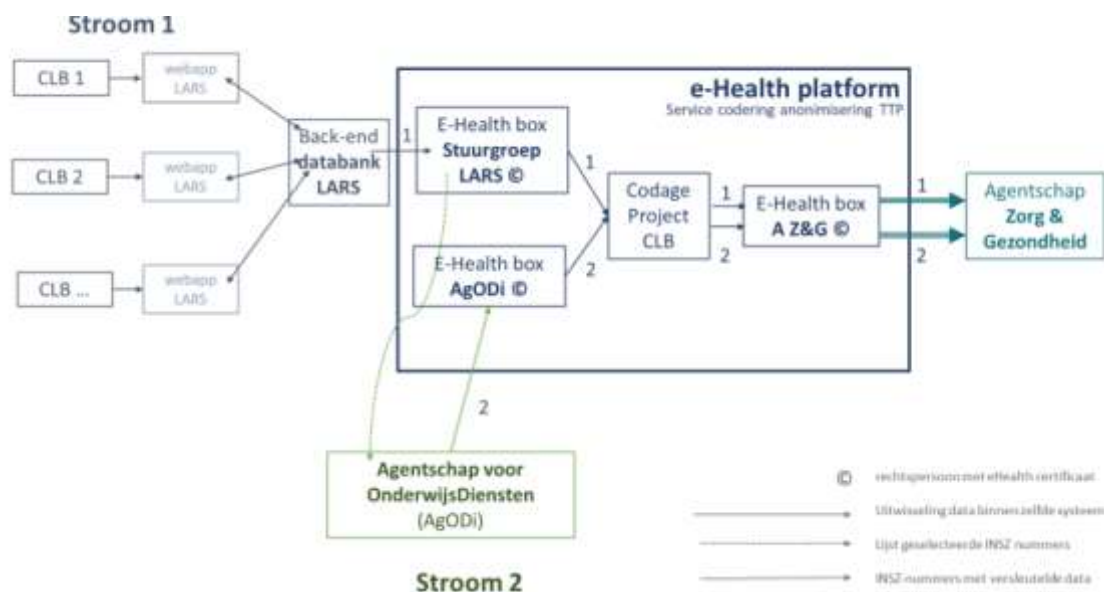 Stroom 1
CLB 1
webapp
LARS
CLB 2
webapp
LARS
CLB ...
webapp
LARS
Back-end
databank
LARS
1
e-Health platform
Service codering anonimisering TTP
E-Health box
Stuurgroep
LARS ©
1
E-Health box
AgODi ©
2
Codage
Project
CLB
1
2
E-Health box
A Z&G ©
1
2
Agentschap
Zorg &
Gezondheid
2
Agentschap voor
OnderwijsDiensten
(AgODi)
Stroom 2
© rechtspersoon met eHealth certificaat
Uitwisseling data binnen zelfde systeem
Lijst geselecteerde INSZ nummers
INSZ-nummers met versleutelde data